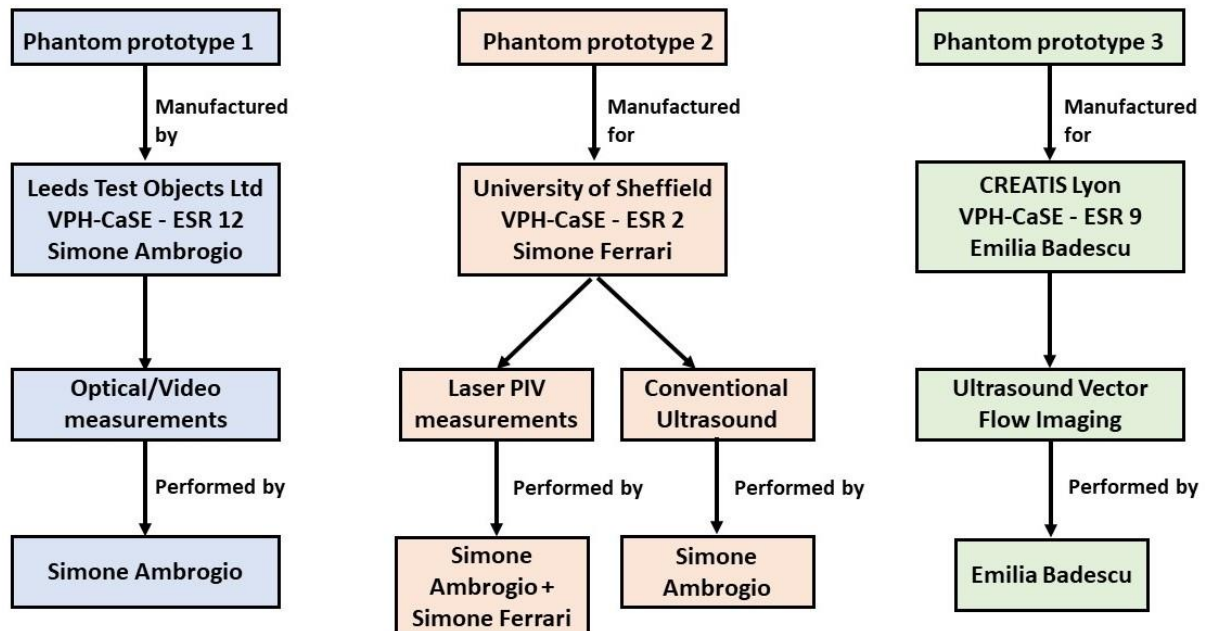 Phantom prototype 1
Manufactured
by
Leeds Test Objects Ltd
VPH-CaSE - ESR 12
Simone Ambrogio
Optical/Video
measurements
Performed by
Simone Ambrogio
Phantom prototype 2
Manufactured
for
University of Sheffield
VPH-CaSE - ESR 2
Simone Ferrari
Laser PIV
measurements
Performed by
Simone
Ambrogio +
Simone Ferrari
Conventional
Ultrasound
Performed by
Simone
Ambrogio
Phantom prototype 3
Manufactured
for
CREATIS Lyon
VPH-CaSE - ESR 9
Emilia Badescu
Ultrasound Vector
Flow Imaging
Performed by
Emilia Badescu